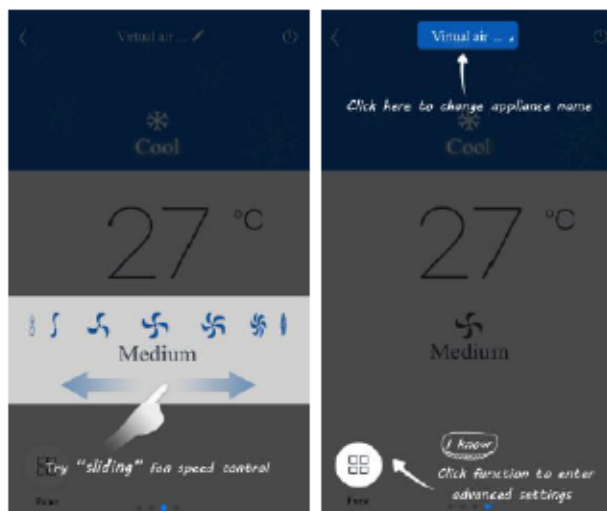 Virtual air ...
Cool
27 °C
Medium
Try "sliding" fan speed control
Virtual air ...
Click here to change appliance name
Cool
27 °C
Medium
I know
Click function to enter
advanced settings